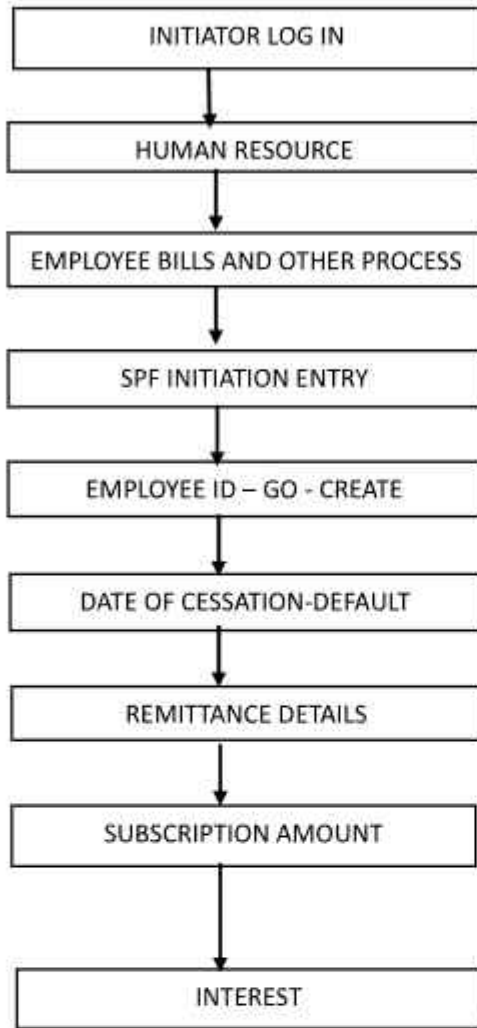 INITIATOR LOG IN
HUMAN RESOURCE
EMPLOYEE BILLS AND OTHER PROCESS
SPF INITIATION ENTRY
EMPLOYEE ID – GO - CREATE
DATE OF CESSATION-DEFAULT
REMITTANCE DETAILS
SUBSCRIPTION AMOUNT
INTEREST